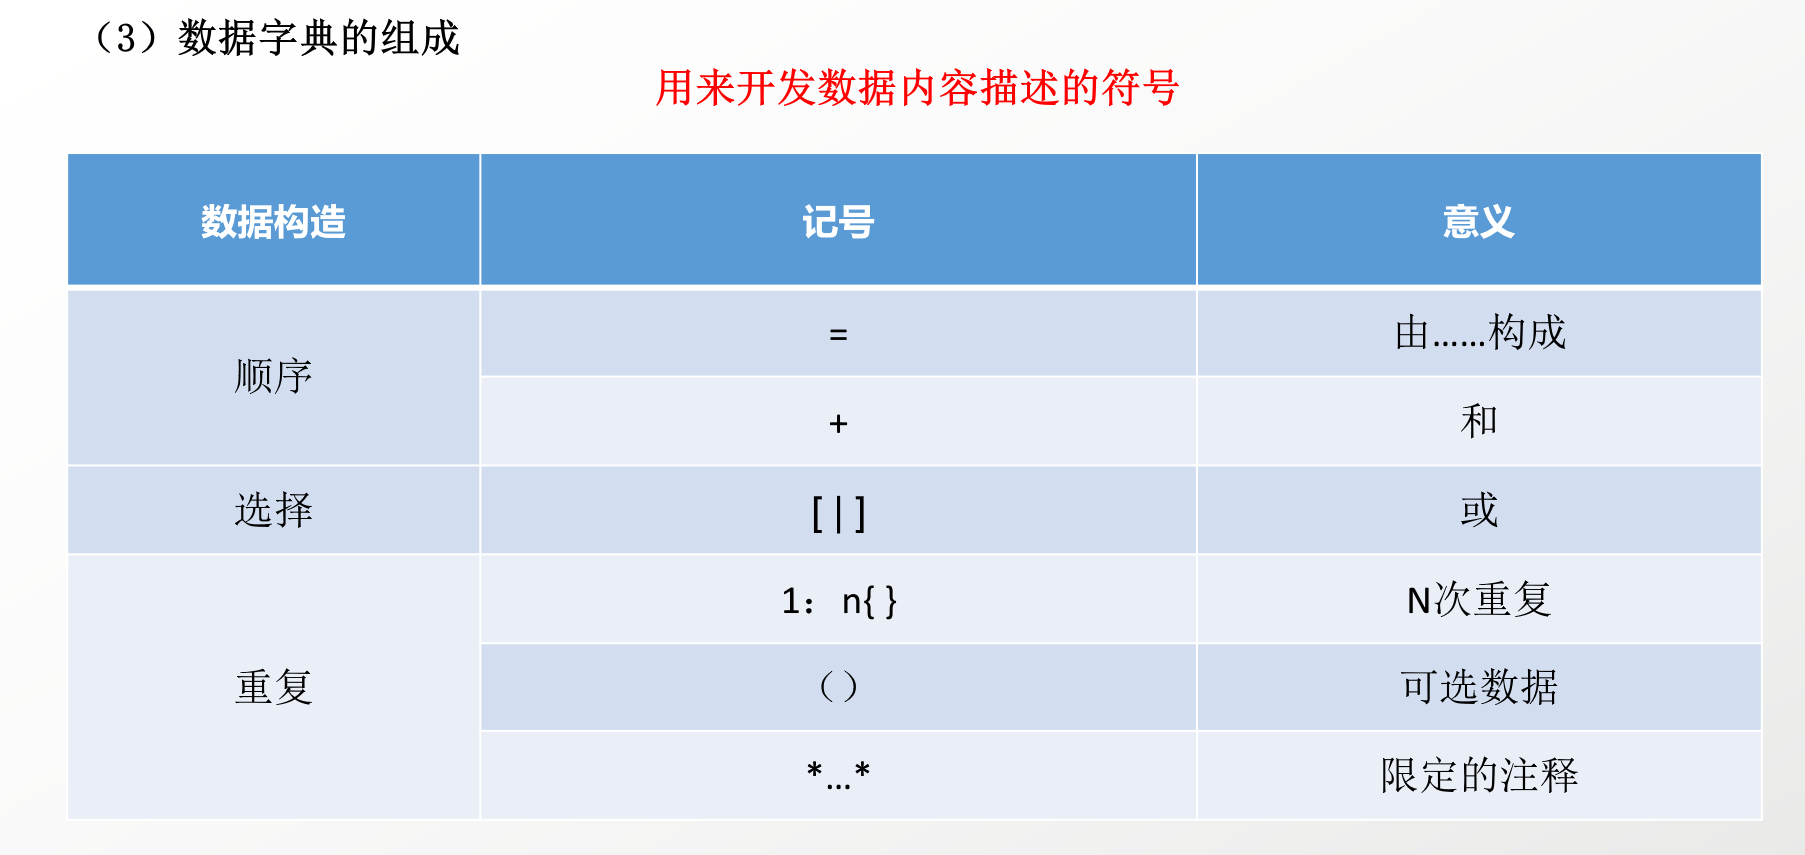 （3）数据字典的组成
用来开发数据内容描述的符号
数据构造 记号 意义
顺序 = 由……构成
+ 和
选择 [ | ] 或
重复 1：n{ } N次重复
（） 可选数据
*…* 限定的注释